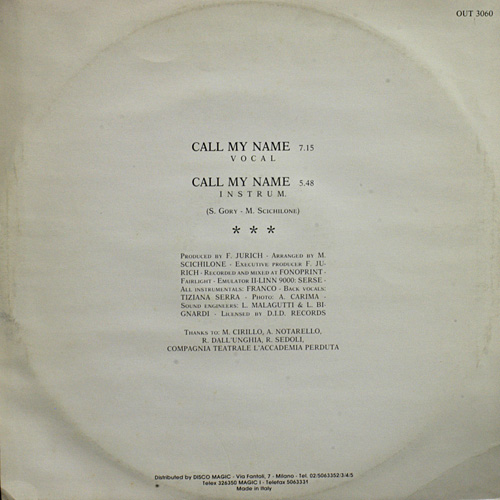 OUT 3060
CALL MY NAME 7.15
VOCAL
CALL MY NAME 5.48
INSTRUM.
(S. GORY - M. SCICHILONE)
* * *
PRODUCED BY F. JURICH - ARRANGED BY M.
SCICHILONE - EXECUTIVE PRODUCER F. JU-
RICH - RECORDED AND MIXED AT FONOPRINT -
FAIRLIGHT - EMULATOR II-LINN 9000: SERSE -
ALL INSTRUMENTALS: FRANCO - BACK VOCALS:
TIZIANA SERRA - PHOTO: A. CARIMA -
SOUND ENGINEERS: L. MALAGUTTI & L. BI-
GNARDI - LICENSED BY D.I.D. RECORDS
THANKS TO: M. CIRILLO, A. NOTARELLO,
R. DALL'UNGHIA, R. SEDOLI,
COMPAGNIA TEATRALE L'ACCADEMIA PERDUTA
Distributed by DISCO MAGIC - Via Fantoli, 7 - Milano - Tel. 02/5063352/3/4/5
Telex 326350 MAGIC I - Telefax 5063331
Made in Italy